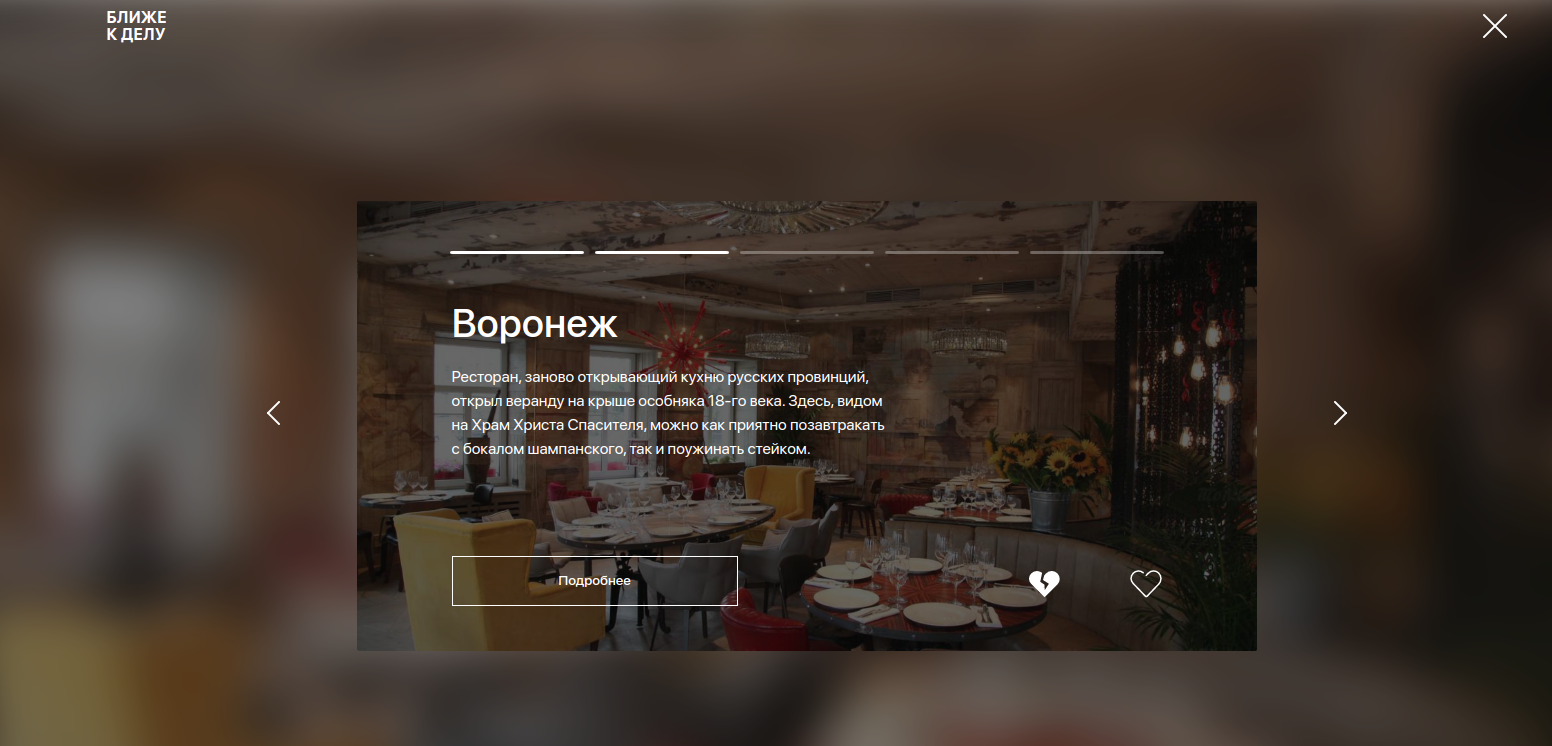 БЛИЖЕ
К ДЕЛУ
Воронеж
Ресторан, заново открывающий кухню русских провинций,
открыл веранду на крыше особняка 18-го века. Здесь, видом
на Храм Христа Спасителя, можно как приятно позавтракать
с бокалом шампанского, так и поужинать стейком.
Подробнее